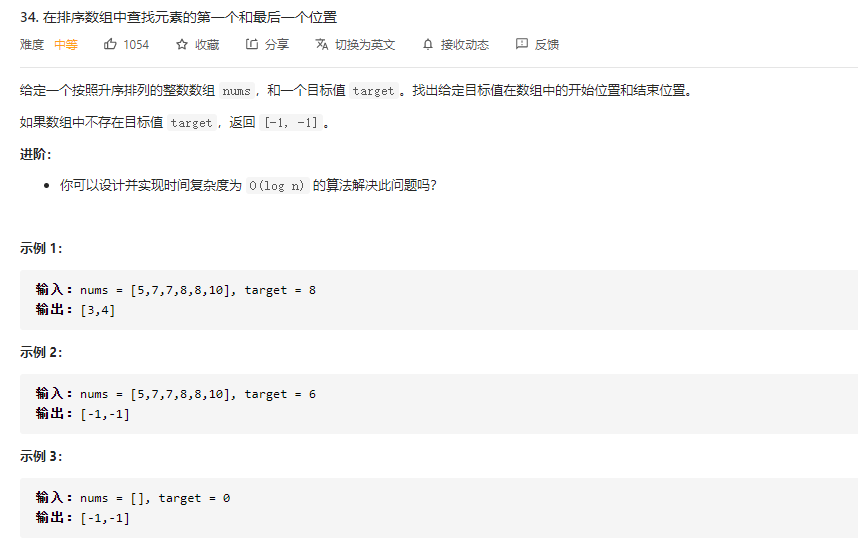 34. 在排序数组中查找元素的第一个和最后一个位置
难度 中等 1054 收藏 分享 切换为英文 接收动态 反馈
给定一个按照升序排列的整数数组 nums，和一个目标值 target。找出给定目标值在数组中的开始位置和结束位置。
如果数组中不存在目标值 target，返回 [-1, -1]。
进阶：
• 你可以设计并实现时间复杂度为 O(log n) 的算法解决此问题吗？
示例 1：
输入：nums = [5,7,7,8,8,10], target = 8
输出：[3,4]
示例 2：
输入：nums = [5,7,7,8,8,10], target = 6
输出：[-1,-1]
示例 3：
输入：nums = [], target = 0
输出：[-1,-1]